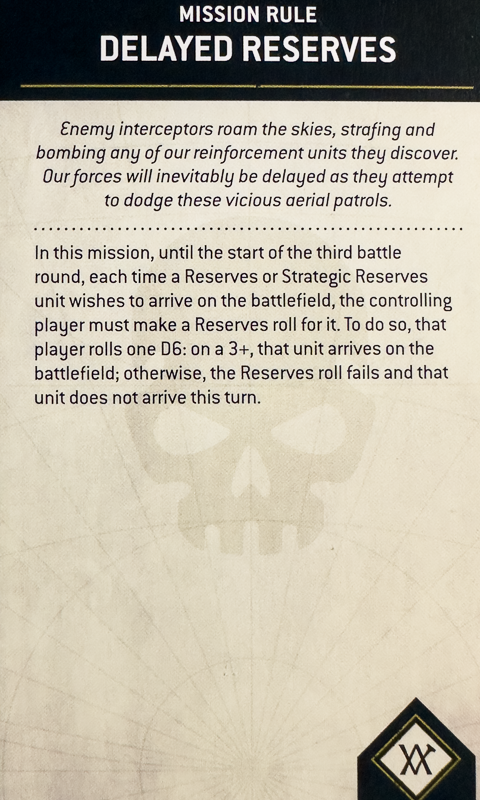 MISSION RULE
DELAYED RESERVES
Enemy interceptors roam the skies, strafing and
bombing any of our reinforcement units they discover.
Our forces will inevitably be delayed as they attempt
to dodge these vicious aerial patrols.
In this mission, until the start of the third battle
round, each time a Reserves or Strategic Reserves
unit wishes to arrive on the battlefield, the controlling
player must make a Reserves roll for it. To do so, that
player rolls one D6: on a 3+, that unit arrives on the
battlefield; otherwise, the Reserves roll fails and that
unit does not arrive this turn.